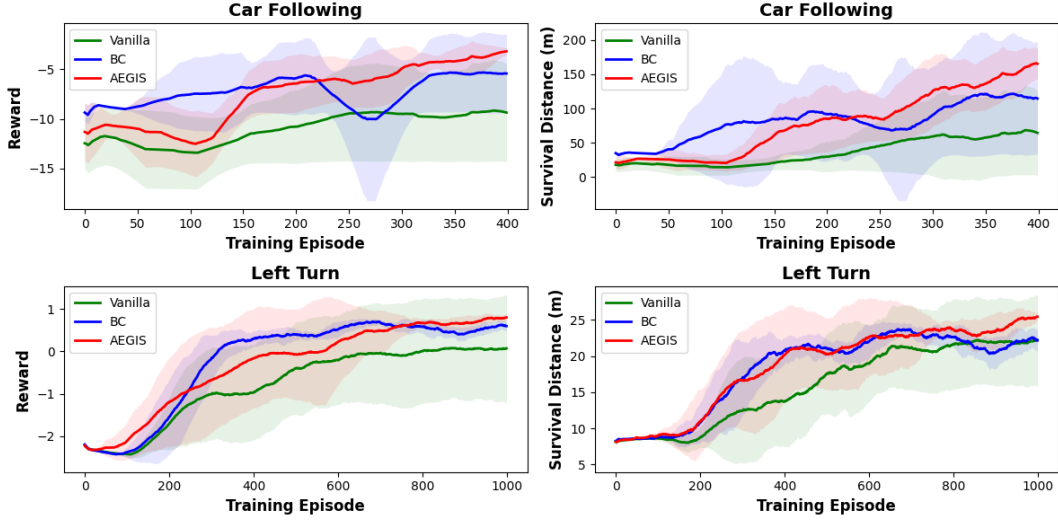 Car Following
Reward
−5
−10
−15
Vanilla
BC
AEGIS
0 50 100 150 200 250 300 350 400
Training Episode
Car Following
Survival Distance (m)
200
150
100
50
0
Vanilla
BC
AEGIS
0 50 100 150 200 250 300 350 400
Training Episode
Left Turn
Reward
1
0
−1
−2
Vanilla
BC
AEGIS
0 200 400 600 800 1000
Training Episode
Left Turn
Survival Distance (m)
25
20
15
10
5
Vanilla
BC
AEGIS
0 200 400 600 800 1000
Training Episode